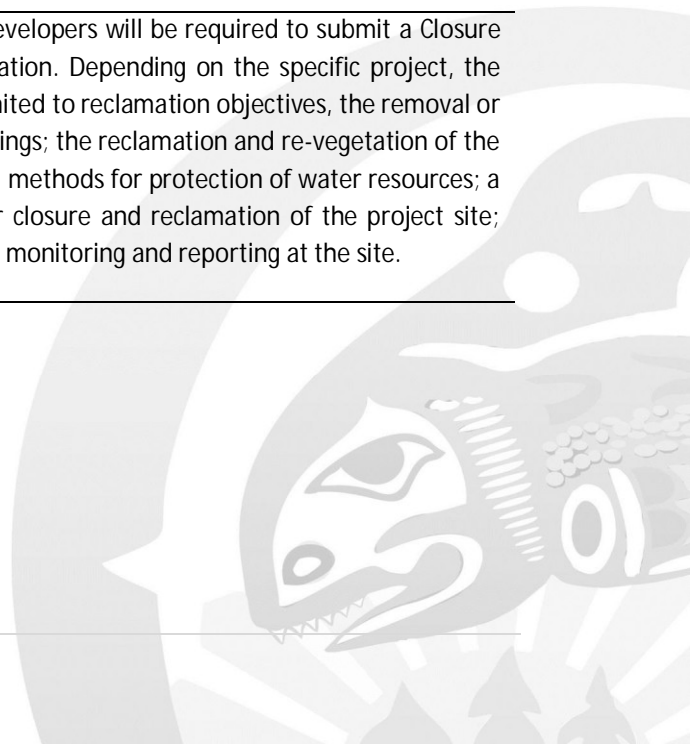 evelopers will be required to submit a Closure
ation. Depending on the specific project, the
ited to reclamation objectives, the removal or
ings; the reclamation and re-vegetation of the
methods for protection of water resources; a
closure and reclamation of the project site;
monitoring and reporting at the site.